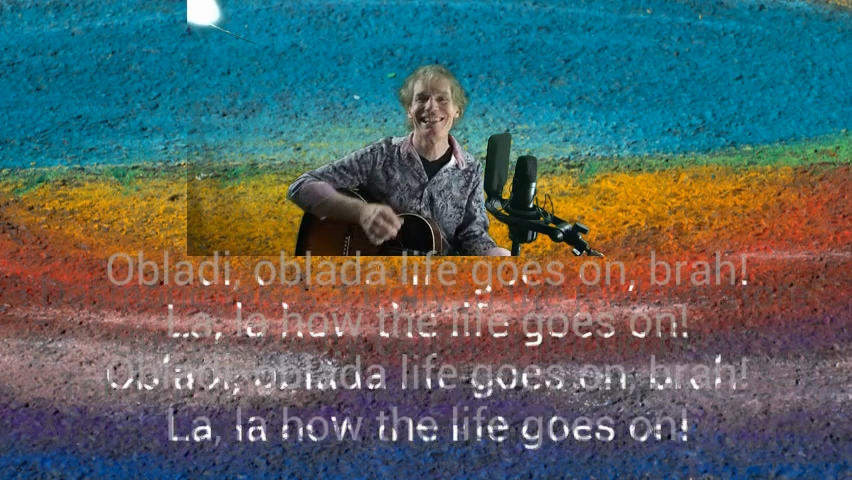 Obladi, oblada life goes on, brah!
La, la how the life goes on!
Obladi, oblada life goes on, brah!
La, la how the life goes on!